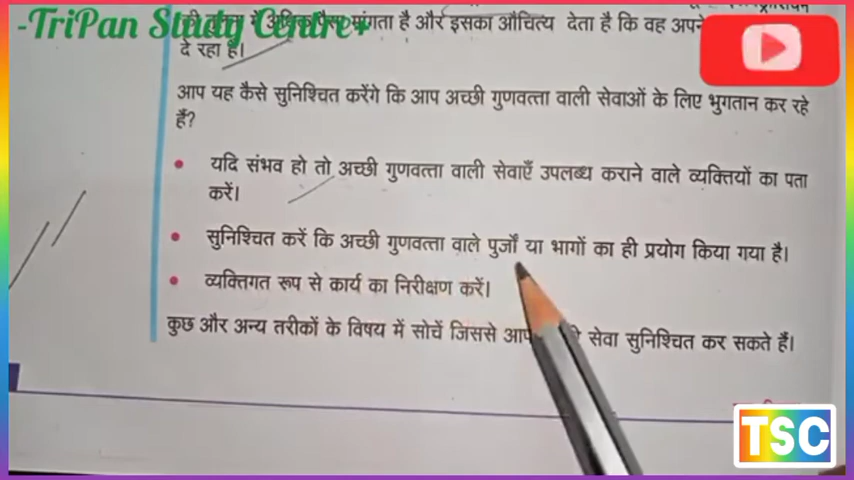 -TriPan Study Centre+
की तुलना में अधिक पैसा मांगता है और इसका औचित्य देता है कि वह अपने
दे रहा है।
आप यह कैसे सुनिश्चित करेंगे कि आप अच्छी गुणवत्ता वाली सेवाओं के लिए भुगतान कर रहे
हैं?
• यदि संभव हो तो अच्छी गुणवत्ता वाली सेवाएँ उपलब्ध कराने वाले व्यक्तियों का पता
करें।
• सुनिश्चित करें कि अच्छी गुणवत्ता वाले पुर्जों या भागों का ही प्रयोग किया गया है।
• व्यक्तिगत रूप से कार्य का निरीक्षण करें।
कुछ और अन्य तरीकों के विषय में सोचें जिससे आप सेवा सुनिश्चित कर सकते हैं।
TSC